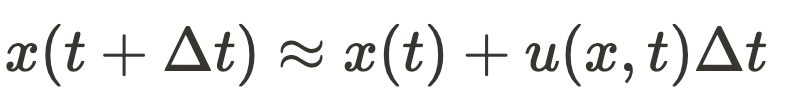 x(t + Δt) ≈ x(t) + u(x, t)Δt